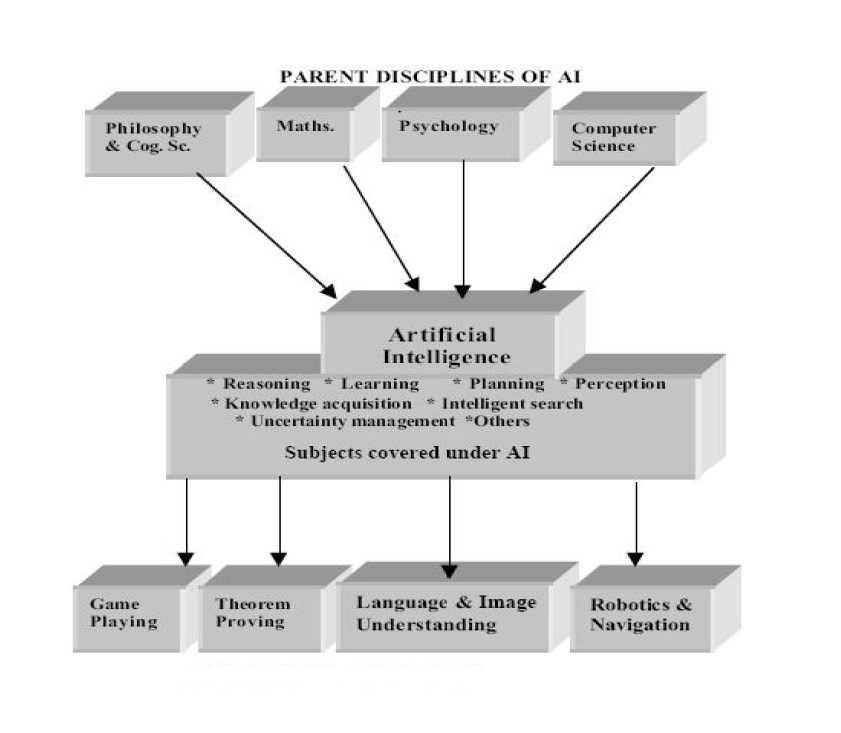 PARENT DISCIPLINES OF AI
Philosophy
& Cog. Sc.
Maths.
Psychology
Computer
Science
Artificial
Intelligence
* Reasoning * Learning * Planning * Perception
* Knowledge acquisition * Intelligent search
* Uncertainty management *Others
Subjects covered under AI
Game
Playing
Theorem
Proving
Language & Image
Understanding
Robotics &
Navigation